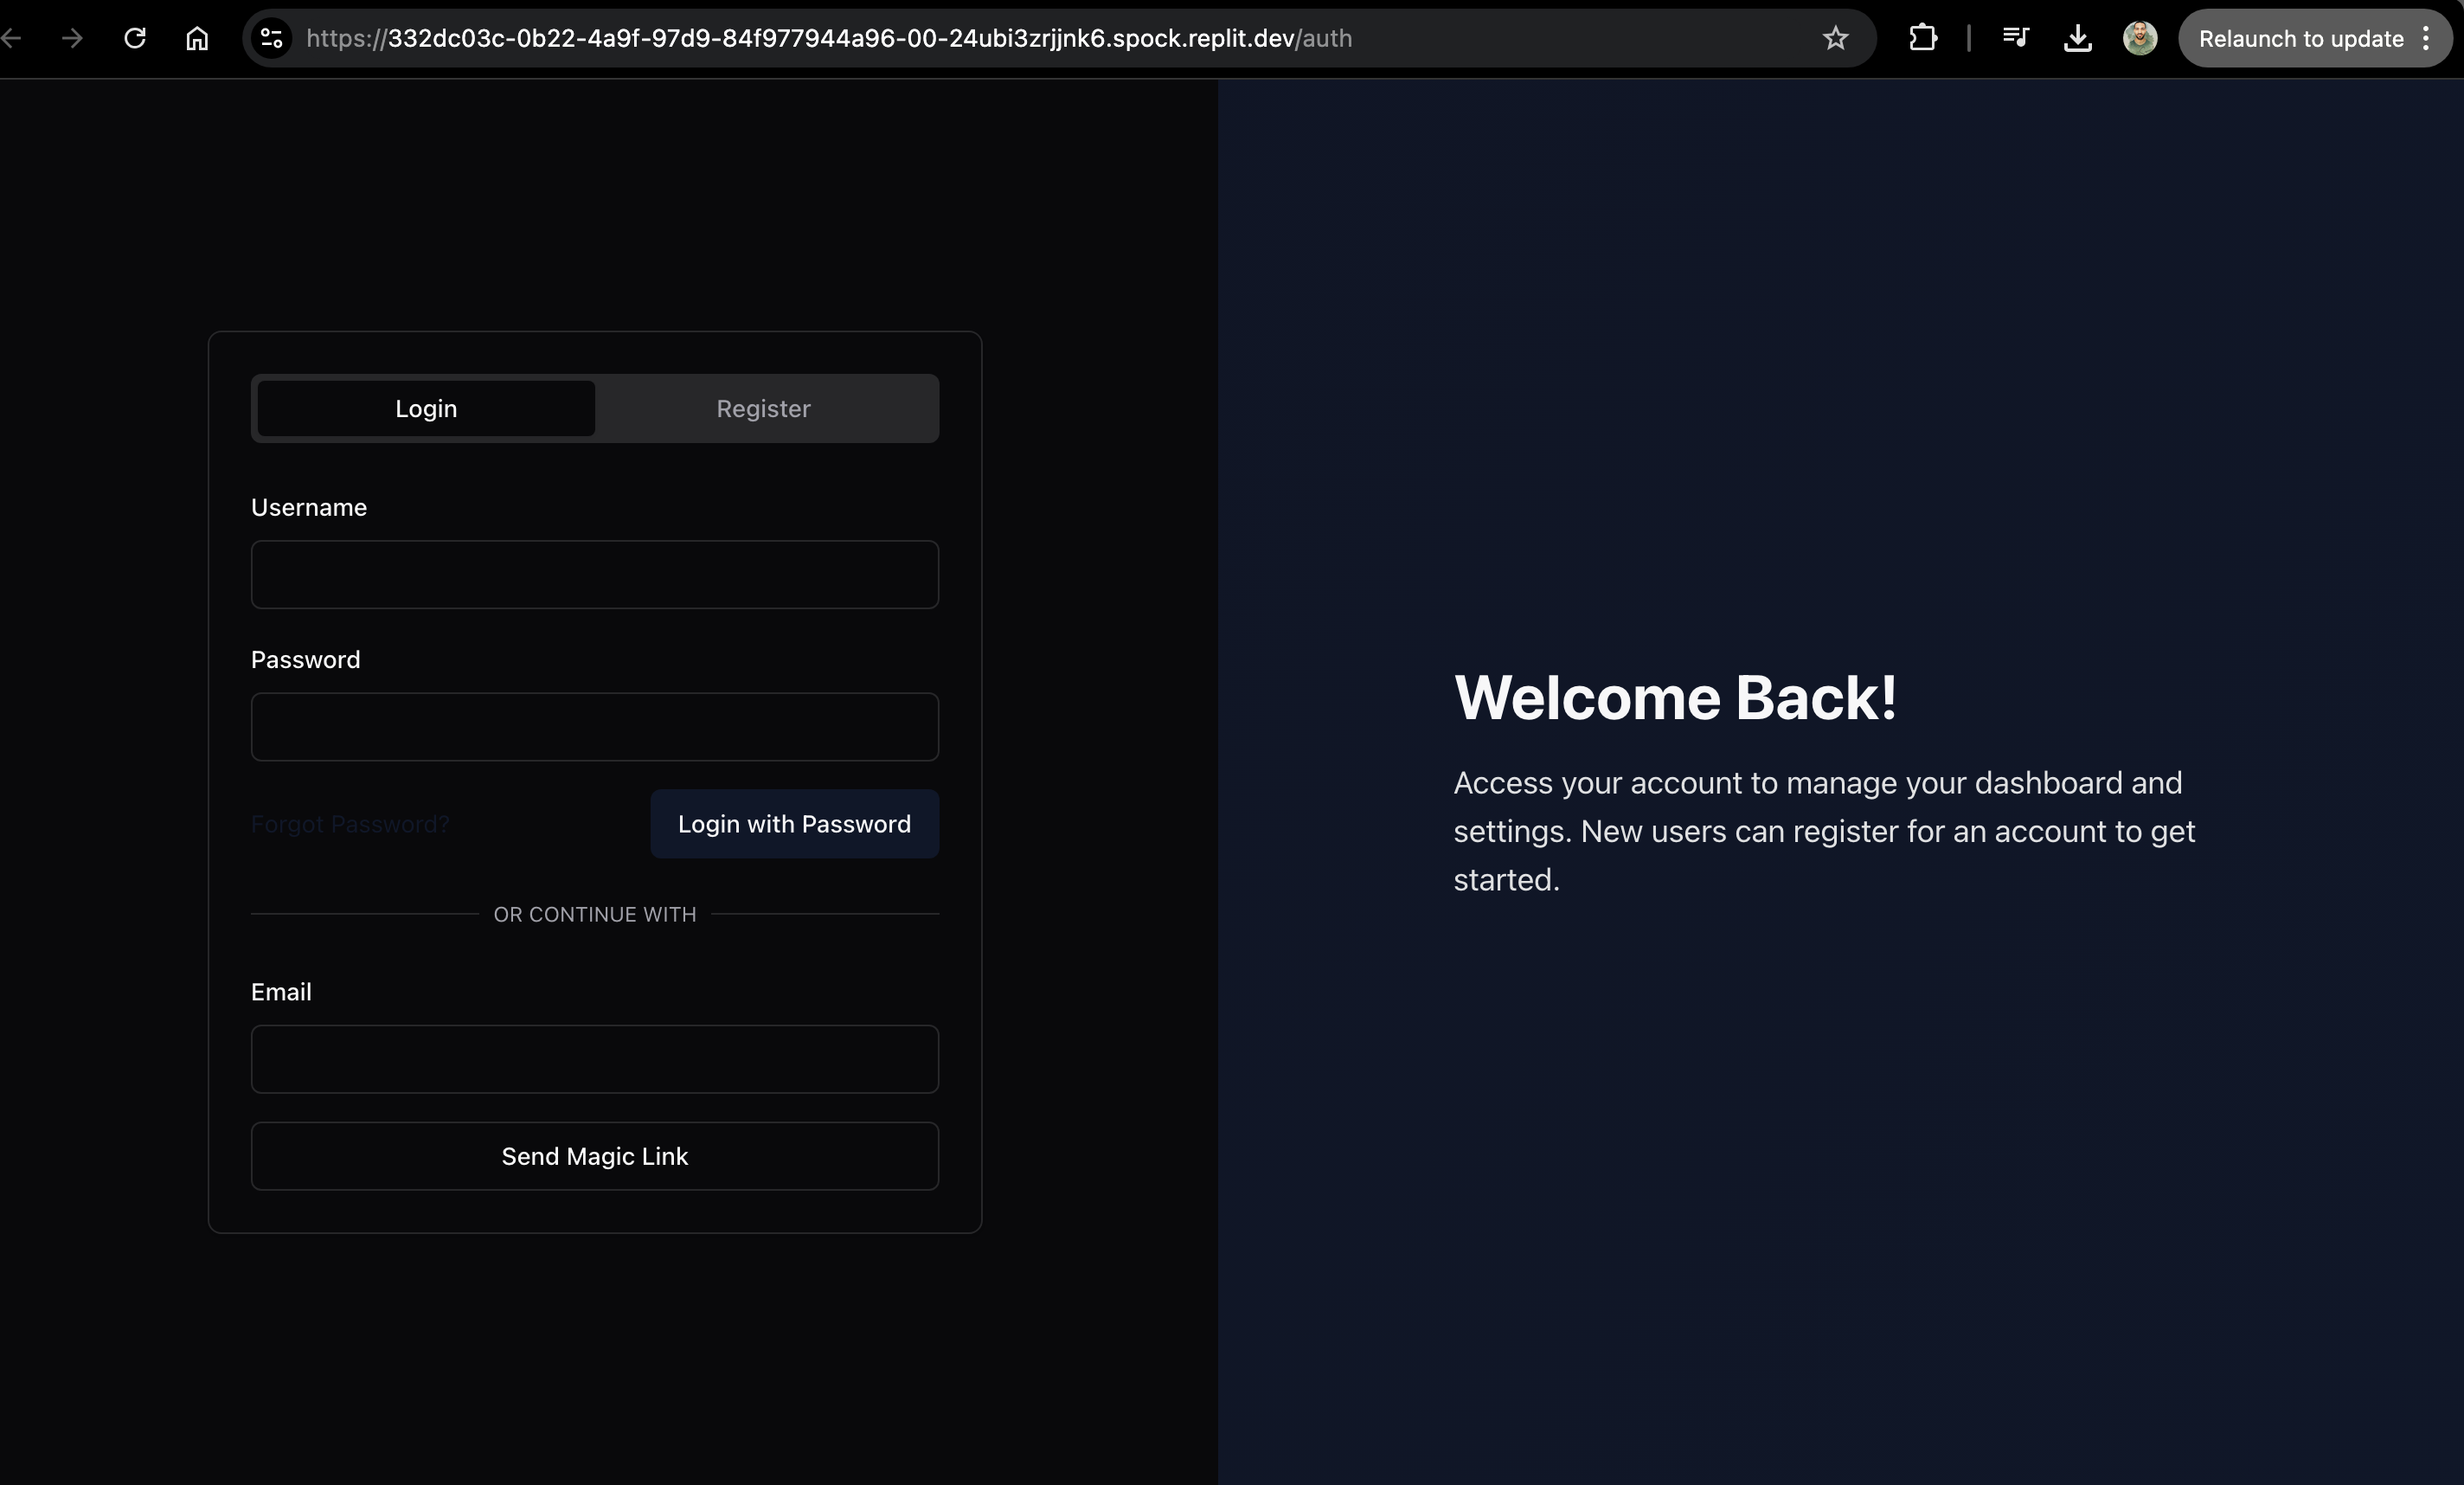 https://332dc03c-0b22-4a9f-97d9-84f977944a96-00-24ubi3zrjjnk6.spock.replit.dev/auth
Relaunch to update
Login
Register
Username
Password
Forgot Password?
Login with Password
OR CONTINUE WITH
Email
Send Magic Link
Welcome Back!
Access your account to manage your dashboard and
settings. New users can register for an account to get
started.